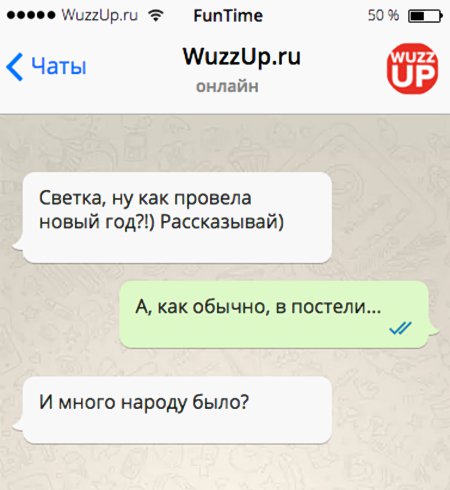 WuzzUp.ru FunTime 50 %
Чаты WuzzUp.ru WUZZ
онлайн UP
Светка, ну как провела
новый год?!) Рассказывай)
А, как обычно, в постели...
И много народу было?